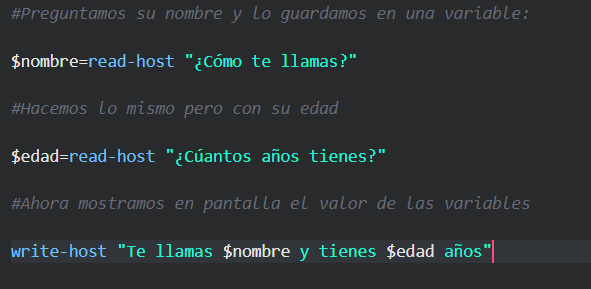 #Preguntamos su nombre y lo guardamos en una variable:
$nombre=read-host "¿Cómo te llamas?"
#Hacemos lo mismo pero con su edad
$edad=read-host "¿Cúantos años tienes?"
#Ahora mostramos en pantalla el valor de las variables
write-host "Te llamas $nombre y tienes $edad años"